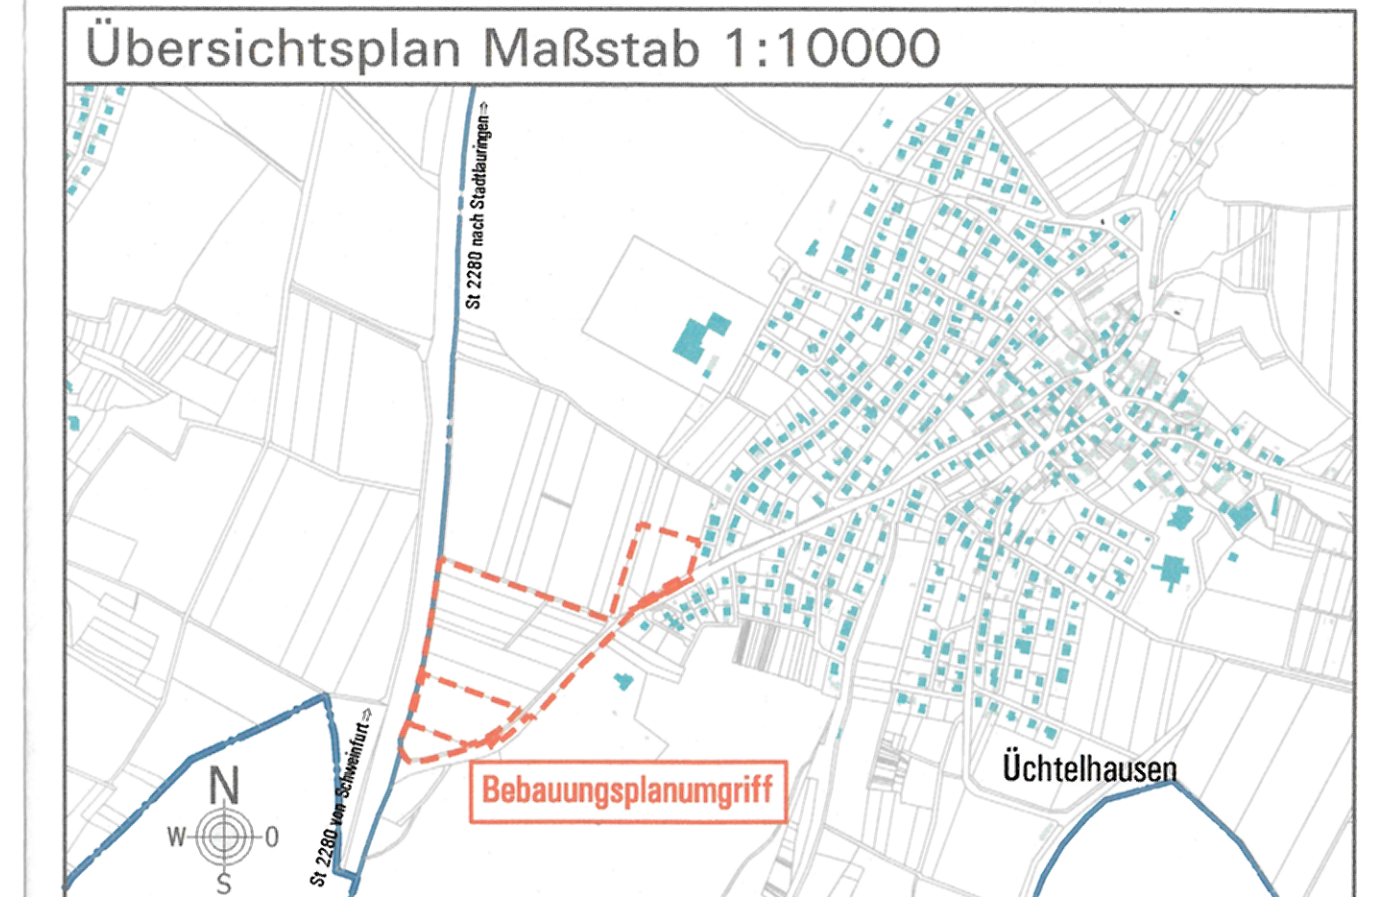 Übersichtsplan Maßstab 1:10000
St 2280 nach Stadtlauringen⇒
St 2280 von Schweinfurt⇒
Bebauungsplanumgriff
Üchtelhausen
N
W O
S